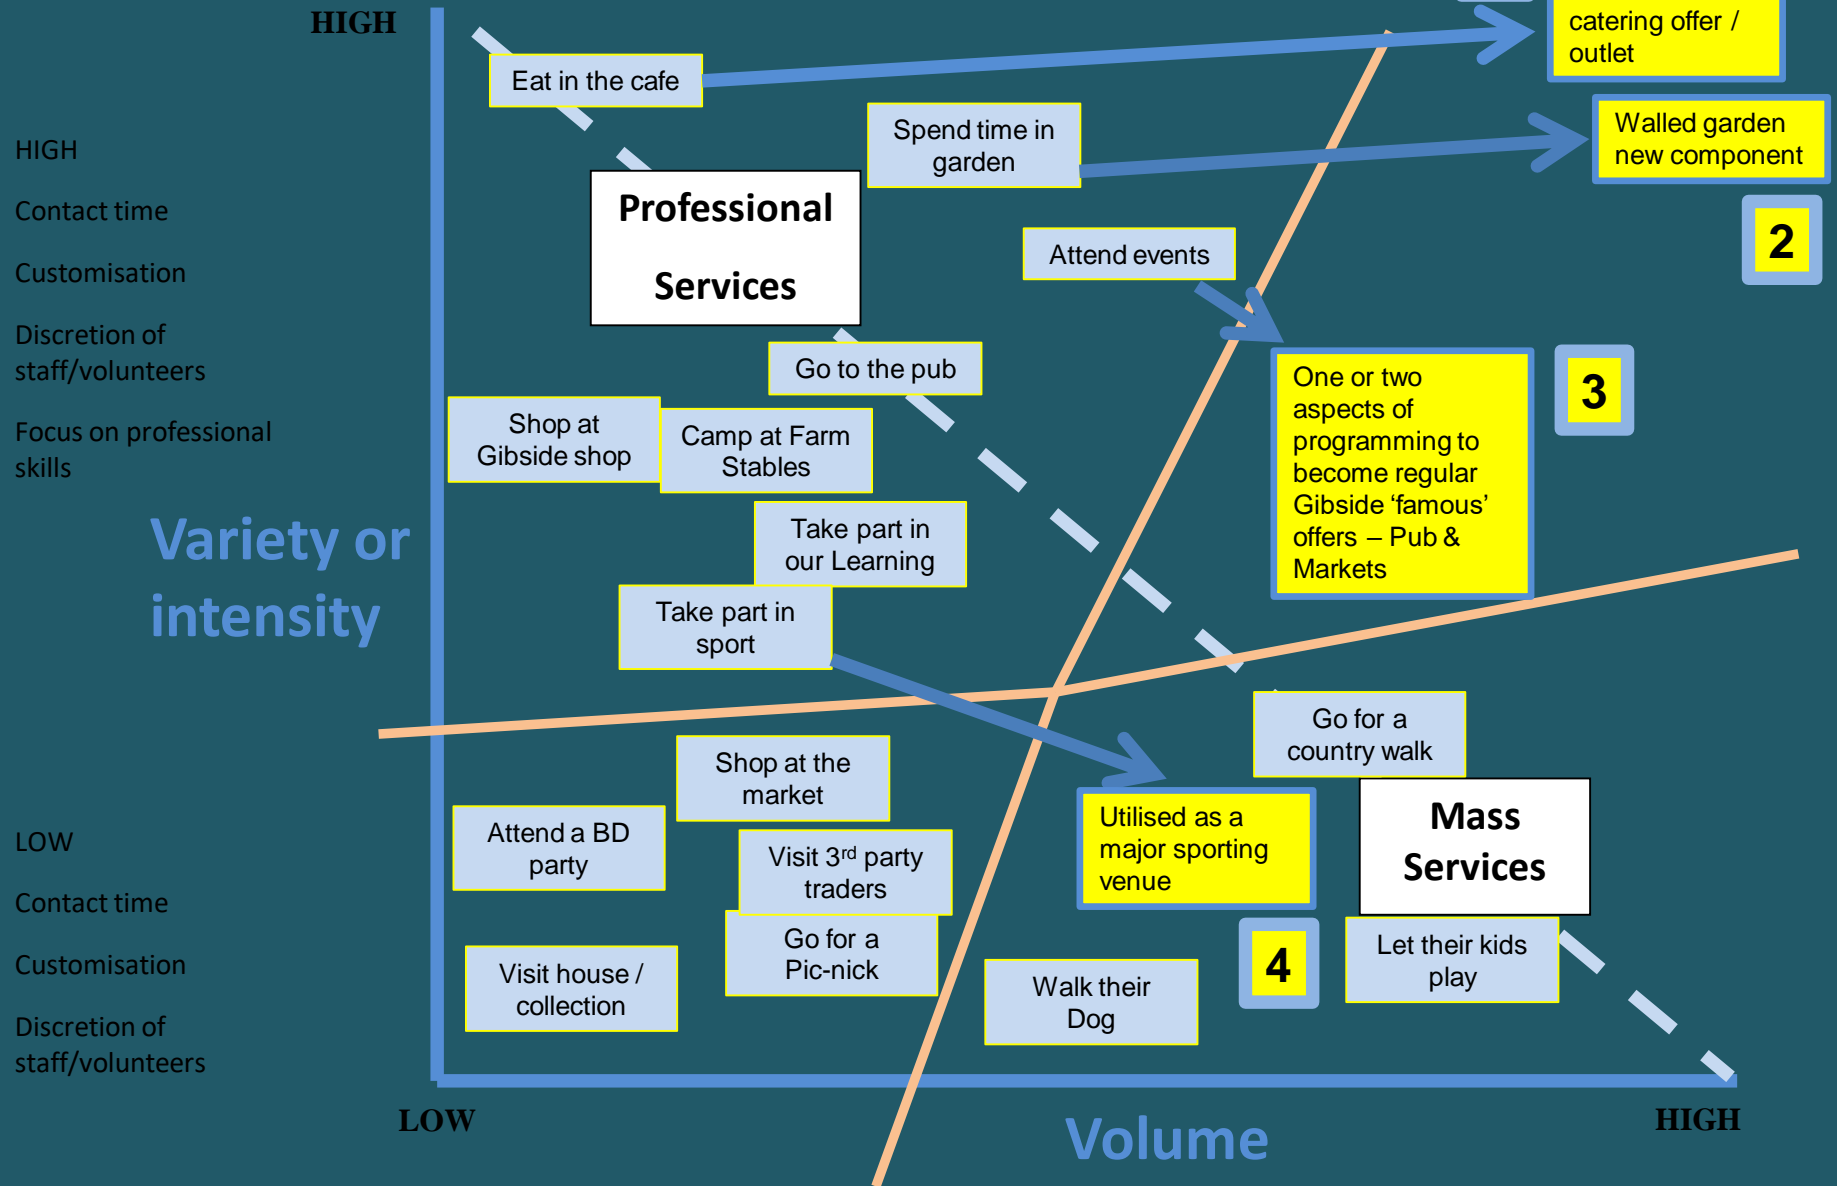 HIGH
catering offer /
outlet
Eat in the cafe
Spend time in
garden
Walled garden
new component
HIGH
Contact time
Customisation
Discretion of
staff/volunteers
Focus on professional
skills
Professional
Services
2
Attend events
Go to the pub
One or two
aspects of
programming to
become regular
Gibside ‘famous’
offers – Pub &
Markets
3
Shop at
Gibside shop
Camp at Farm
Stables
Take part in
our Learning
Variety or
intensity
Take part in
sport
Go for a
country walk
Shop at the
market
Attend a BD
party
Visit 3rd party
traders
Utilised as a
major sporting
venue
Mass
Services
LOW
Contact time
Customisation
Discretion of
staff/volunteers
Go for a
Pic-nick
Visit house /
collection
Walk their
Dog
4
Let their kids
play
LOW
Volume
HIGH